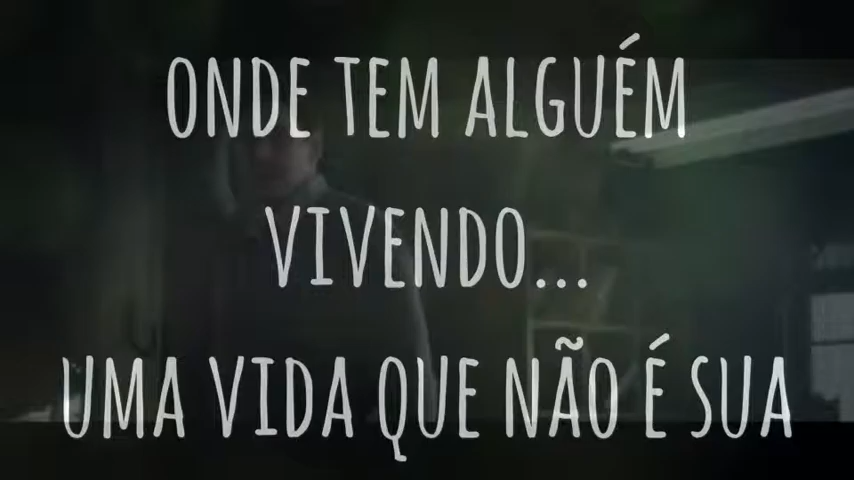 ONDE TEM ALGUÉM
VIVENDO...
UMA VIDA QUE NÃO É SUA